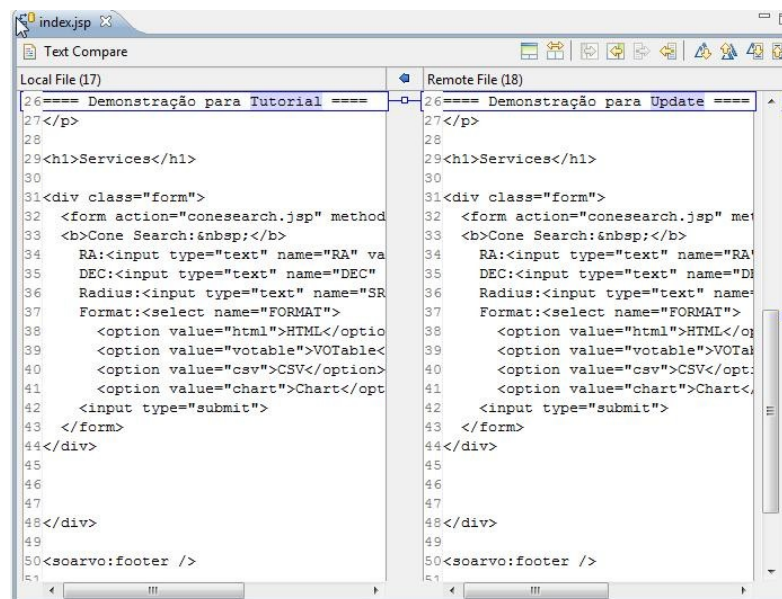 index.jsp
Text Compare
Local File (17)
26 ==== Demonstração para Tutorial ====
27 </p>
28
29 <h1>Services</h1>
30
31 <div class="form">
32 <form action="conesearch.jsp" method
33 <b>Cone Search:&nbsp;</b>
34 RA:<input type="text" name="RA" va
35 DEC:<input type="text" name="DEC"
36 Radius:<input type="text" name="SR
37 Format:<select name="FORMAT">
38 <option value="html">HTML</optio
39 <option value="votable">VOTable<
40 <option value="csv">CSV</option>
41 <option value="chart">Chart</opt
42 <input type="submit">
43 </form>
44 </div>
45
46
47
48 </div>
49
50 <soarvo:footer />
51
Remote File (18)
26 ==== Demonstração para Update ====
27 </p>
28
29 <h1>Services</h1>
30
31 <div class="form">
32 <form action="conesearch.jsp" met
33 <b>Cone Search:&nbsp;</b>
34 RA:<input type="text" name="RA"
35 DEC:<input type="text" name="DE
36 Radius:<input type="text" name=
37 Format:<select name="FORMAT">
38 <option value="html">HTML</op
39 <option value="votable">VOTab
40 <option value="csv">CSV</opti
41 <option value="chart">Chart</
42 <input type="submit">
43 </form>
44 </div>
45
46
47
48 </div>
49
50 <soarvo:footer />
51